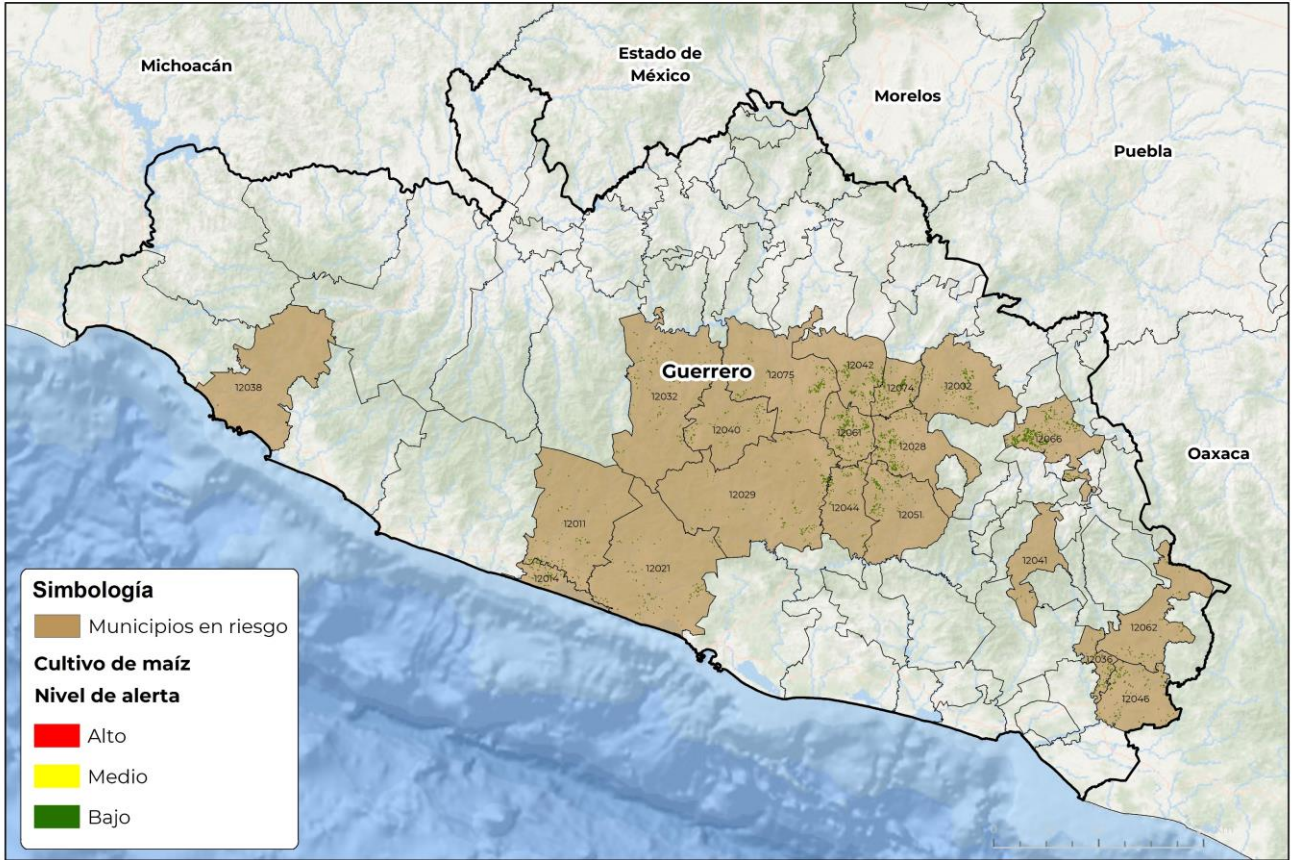 Michoacán
Estado de
México
Morelos
Puebla
Guerrero
Oaxaca
12038
12032
12075
12042
12074
12002
12040
12061
12028
12066
12029
12044
12051
12011
12014
12021
12041
12062
12036
12046
Simbología
Municipios en riesgo
Cultivo de maíz
Nivel de alerta
Alto
Medio
Bajo